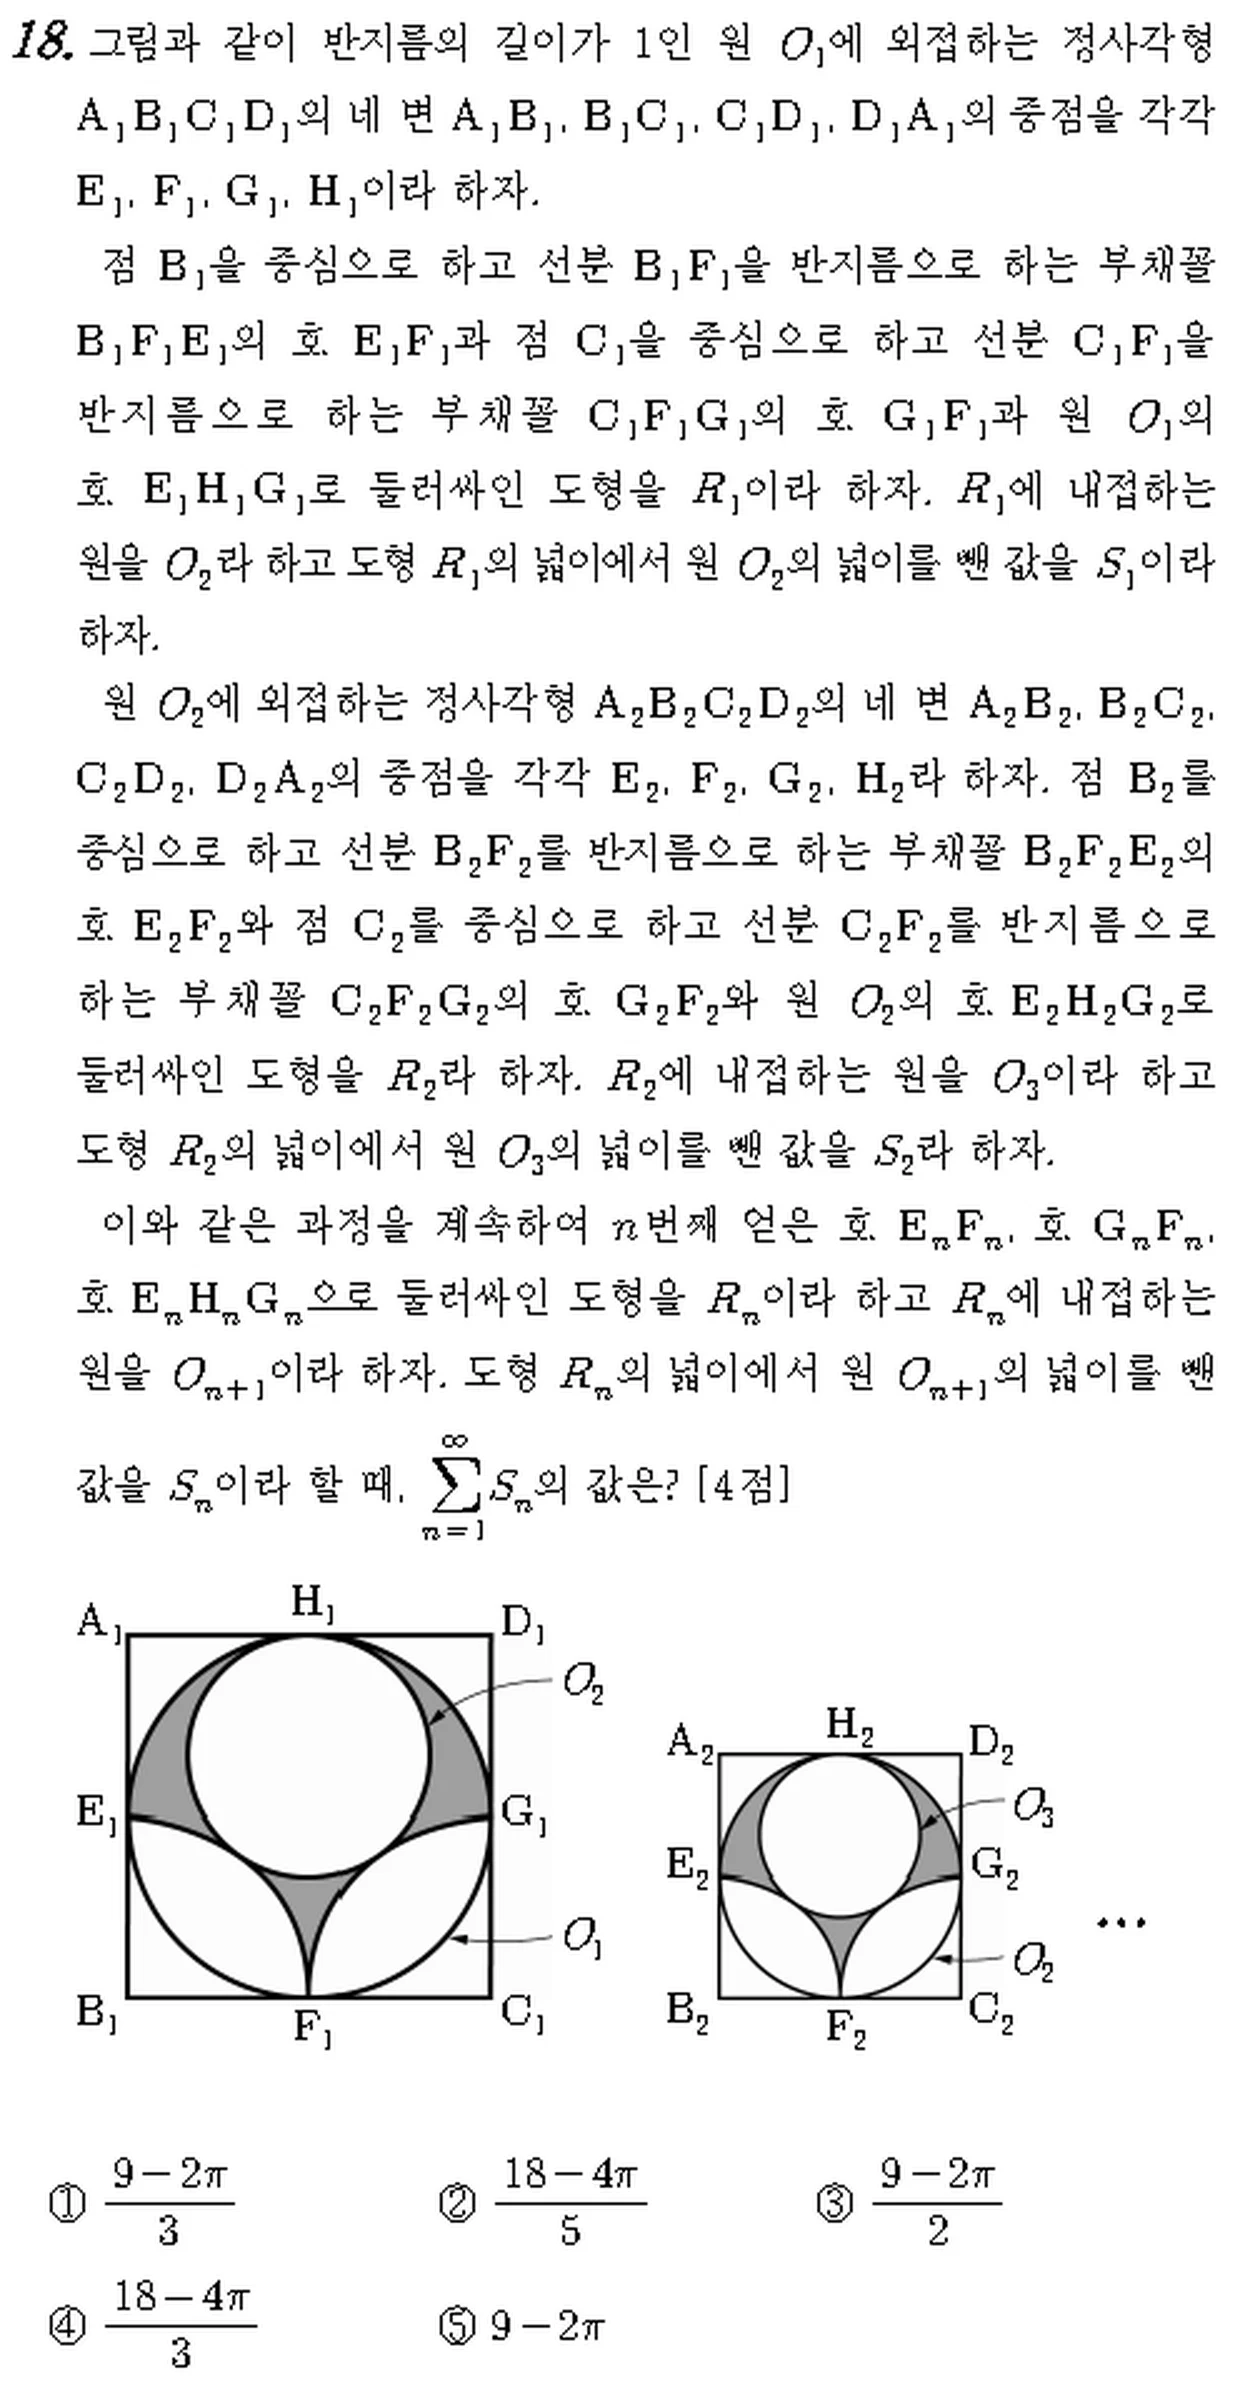 18. 그림과 같이 반지름의 길이가 1인 원 O₁에 외접하는 정사각형
A₁B₁C₁D₁의 네 변 A₁B₁, B₁C₁, C₁D₁, D₁A₁의 중점을 각각
E₁, F₁, G₁, H₁이라 하자.
점 B₁을 중심으로 하고 선분 B₁F₁을 반지름으로 하는 부채꼴
B₁F₁E₁의 호 E₁F₁과 점 C₁을 중심으로 하고 선분 C₁F₁을
반지름으로 하는 부채꼴 C₁F₁G₁의 호 G₁F₁과 원 O₁의
호 E₁H₁G₁로 둘러싸인 도형을 R₁이라 하자. R₁에 내접하는
원을 O₂라 하고 도형 R₁의 넓이에서 원 O₂의 넓이를 뺀 값을 S₁이라
하자.
원 O₂에 외접하는 정사각형 A₂B₂C₂D₂의 네 변 A₂B₂, B₂C₂,
C₂D₂, D₂A₂의 중점을 각각 E₂, F₂, G₂, H₂라 하자. 점 B₂를
중심으로 하고 선분 B₂F₂를 반지름으로 하는 부채꼴 B₂F₂E₂의
호 E₂F₂와 점 C₂를 중심으로 하고 선분 C₂F₂를 반지름으로
하는 부채꼴 C₂F₂G₂의 호 G₂F₂와 원 O₂의 호 E₂H₂G₂로
둘러싸인 도형을 R₂라 하자. R₂에 내접하는 원을 O₃이라 하고
도형 R₂의 넓이에서 원 O₃의 넓이를 뺀 값을 S₂라 하자.
이와 같은 과정을 계속하여 n번째 얻은 호 EₙFₙ, 호 GₙFₙ,
호 EₙHₙGₙ으로 둘러싸인 도형을 Rₙ이라 하고 Rₙ에 내접하는
원을 Oₙ₊₁이라 하자. 도형 Rₙ의 넓이에서 원 Oₙ₊₁의 넓이를 뺀
값을 Sₙ이라 할 때, ∑_{n=1}^{∞} Sₙ의 값은? [4점]
A₁ H₁ D₁
O₂
E₁ G₁
O₁
B₁ F₁ C₁
A₂ H₂ D₂
O₃
E₂ G₂
O₂
B₂ F₂ C₂
⋯
① (9−2π)/3 ② (18−4π)/5 ③ (9−2π)/2
④ (18−4π)/3 ⑤ 9−2π